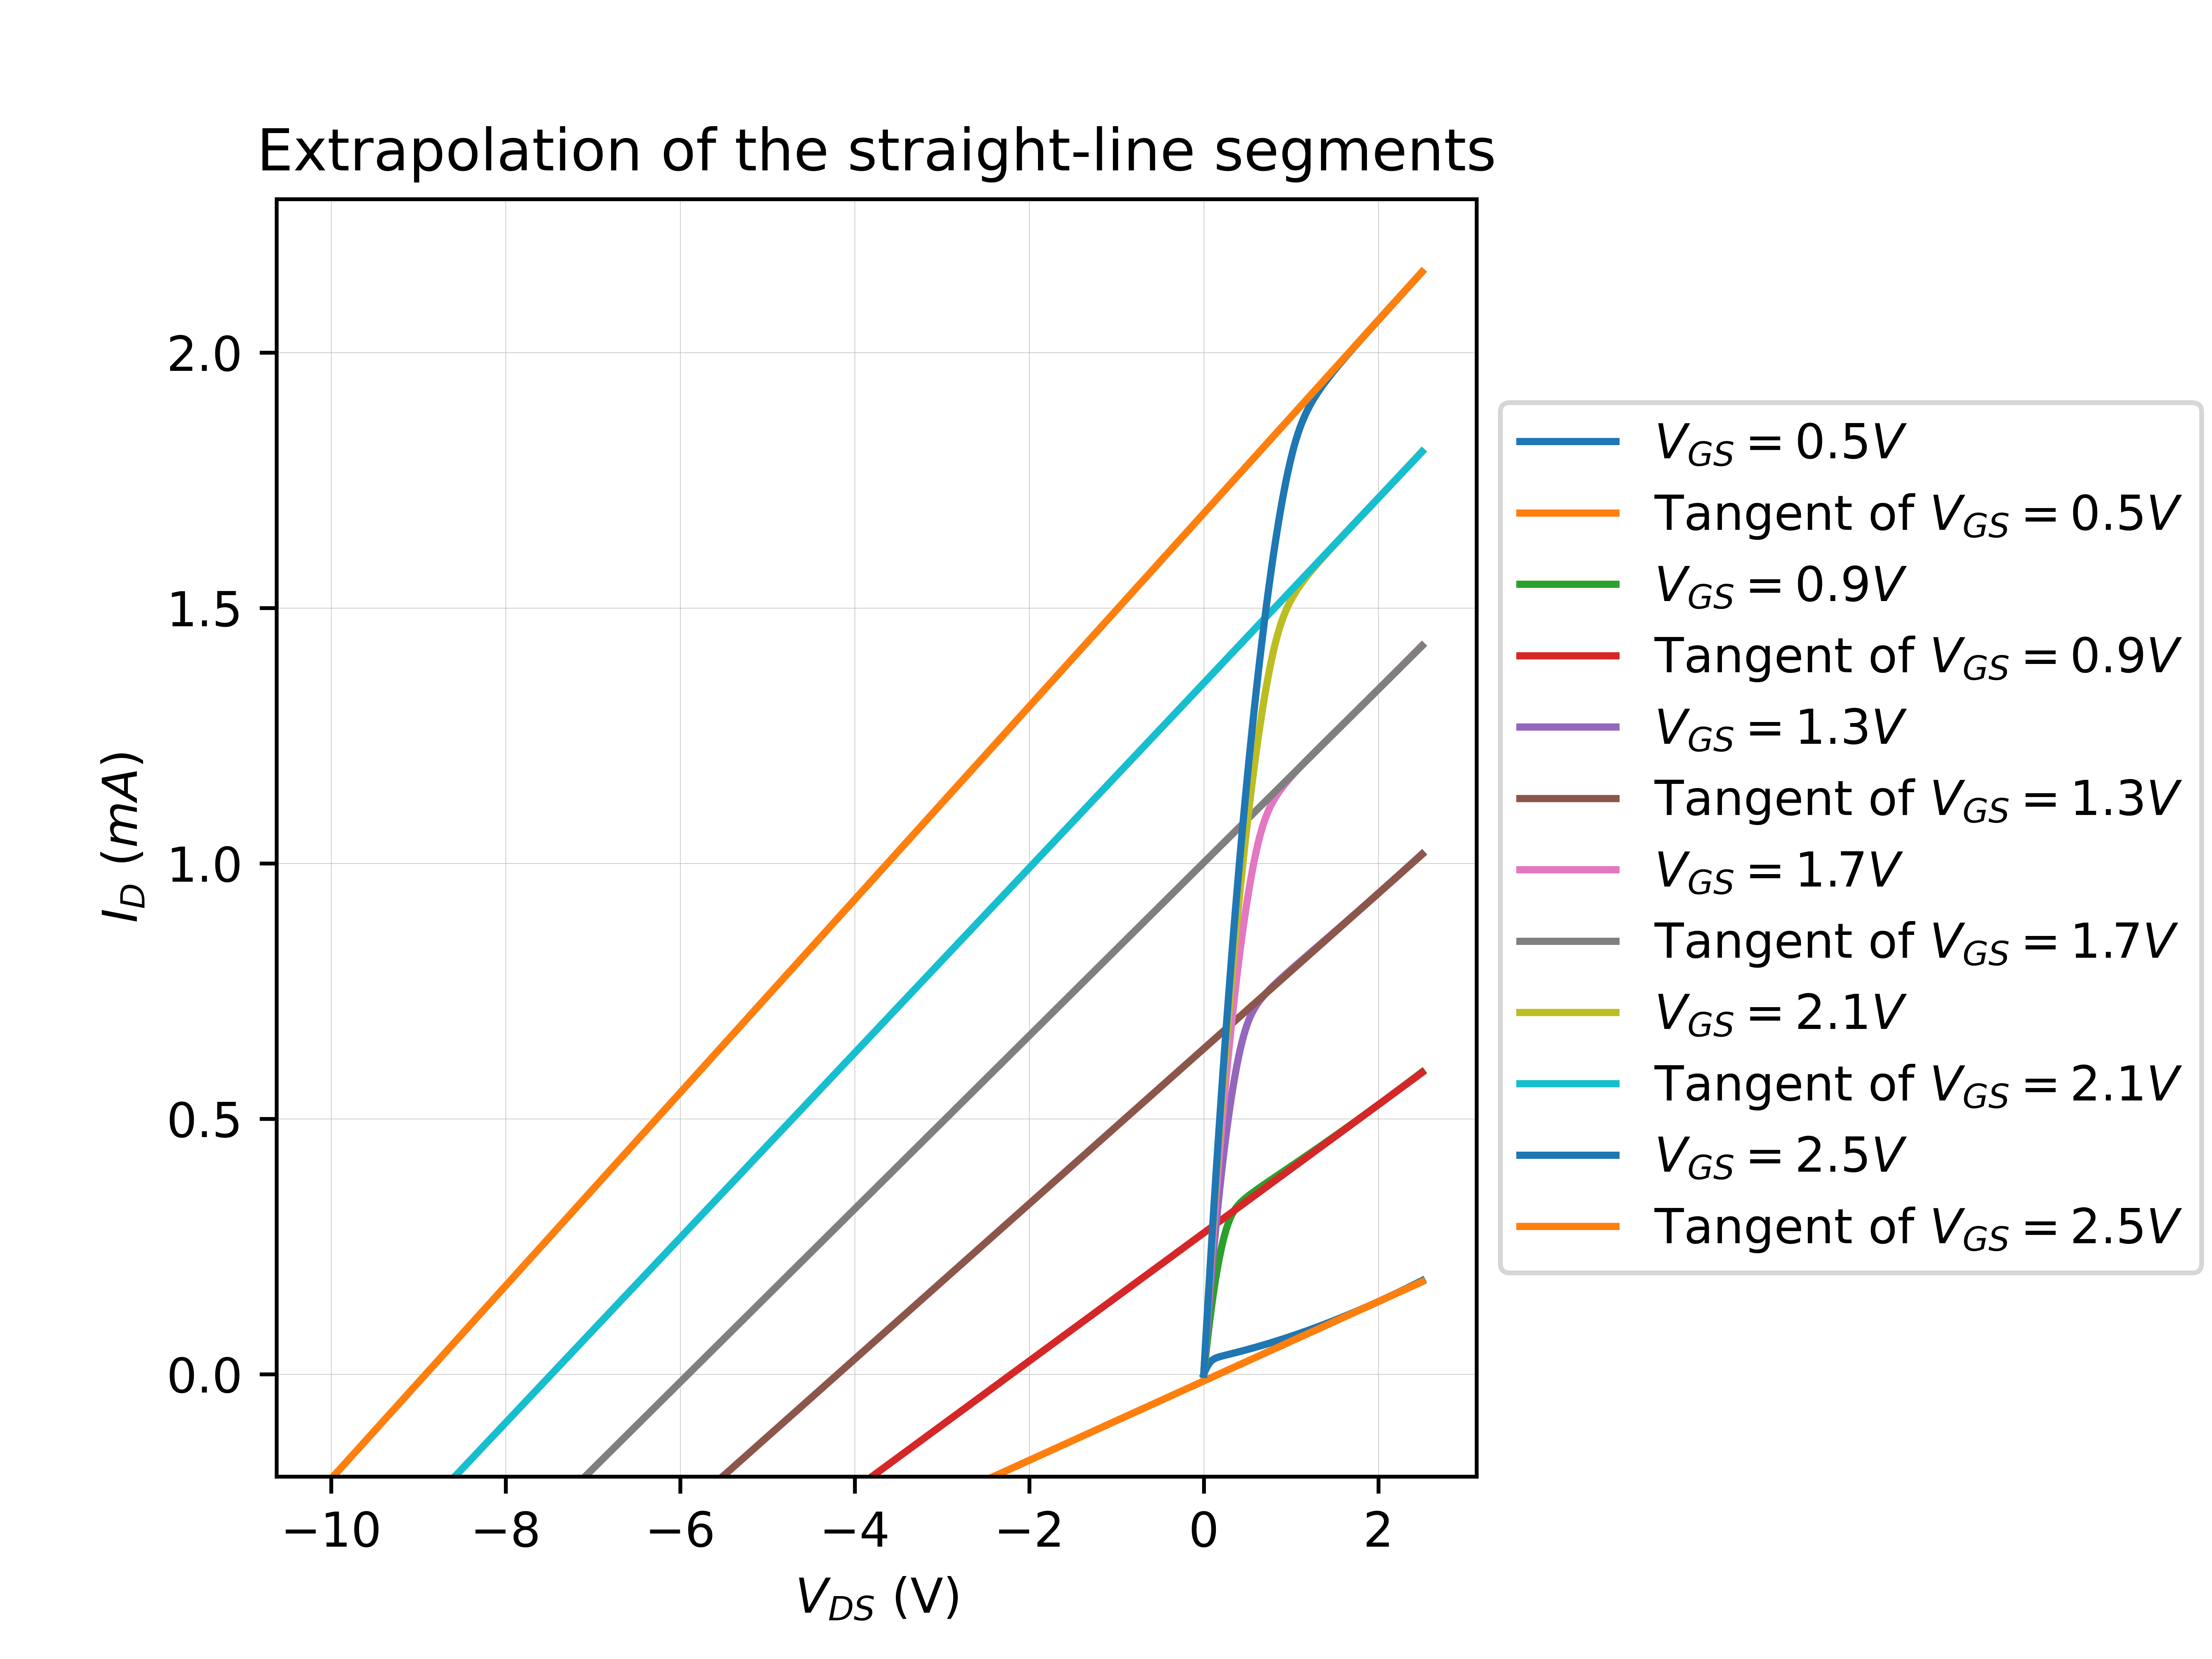 Extrapolation of the straight-line segments
2.0
1.5
1.0
0.5
0.0
I_D (mA)
−10 −8 −6 −4 −2 0 2
V_DS (V)
V_GS = 0.5V
Tangent of V_GS = 0.5V
V_GS = 0.9V
Tangent of V_GS = 0.9V
V_GS = 1.3V
Tangent of V_GS = 1.3V
V_GS = 1.7V
Tangent of V_GS = 1.7V
V_GS = 2.1V
Tangent of V_GS = 2.1V
V_GS = 2.5V
Tangent of V_GS = 2.5V